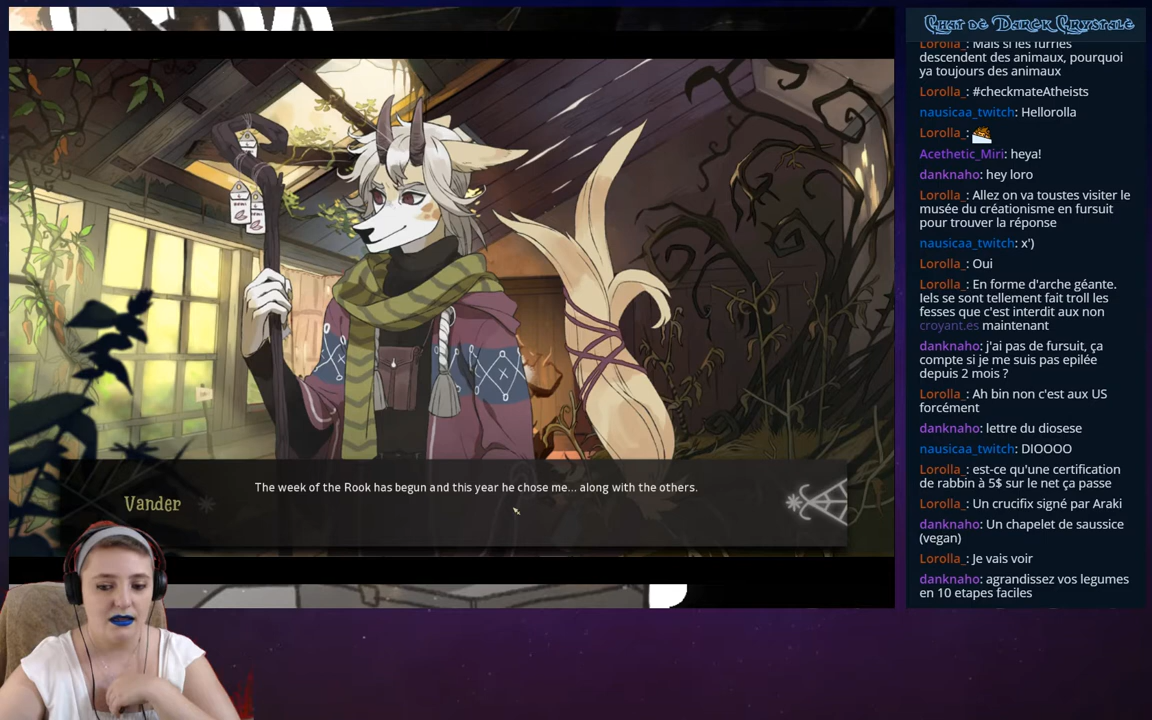 Chat de Darck Crystale
Lorolla_: Mais si les furries
descendent des animaux, pourquoi
ya toujours des animaux
Lorolla_: #checkmateAtheists
nausicaa_twitch: Hellorolla
Lorolla_:
Acethetic_Miri: heya!
danknaho: hey loro
Lorolla_: Allez on va toustes visiter le
musée du créationisme en fursuit
pour trouver la réponse
nausicaa_twitch: x')
Lorolla_: Oui
Lorolla_: En forme d'arche géante.
Iels se sont tellement fait troll les
fesses que c'est interdit aux non
croyant.es maintenant
danknaho: j'ai pas de fursuit, ça
compte si je me suis pas epilée
depuis 2 mois ?
Lorolla_: Ah bin non c'est aux US
forcément
danknaho: lettre du diosese
nausicaa_twitch: DIOOOO
Lorolla_: est-ce qu'une certification
de rabbin à 5$ sur le net ça passe
Lorolla_: Un crucifix signé par Araki
danknaho: Un chapelet de saussice
(vegan)
Lorolla_: Je vais voir
danknaho: agrandissez vos legumes
en 10 etapes faciles
The week of the Rook has begun and this year he chose me... along with the others.
Vander